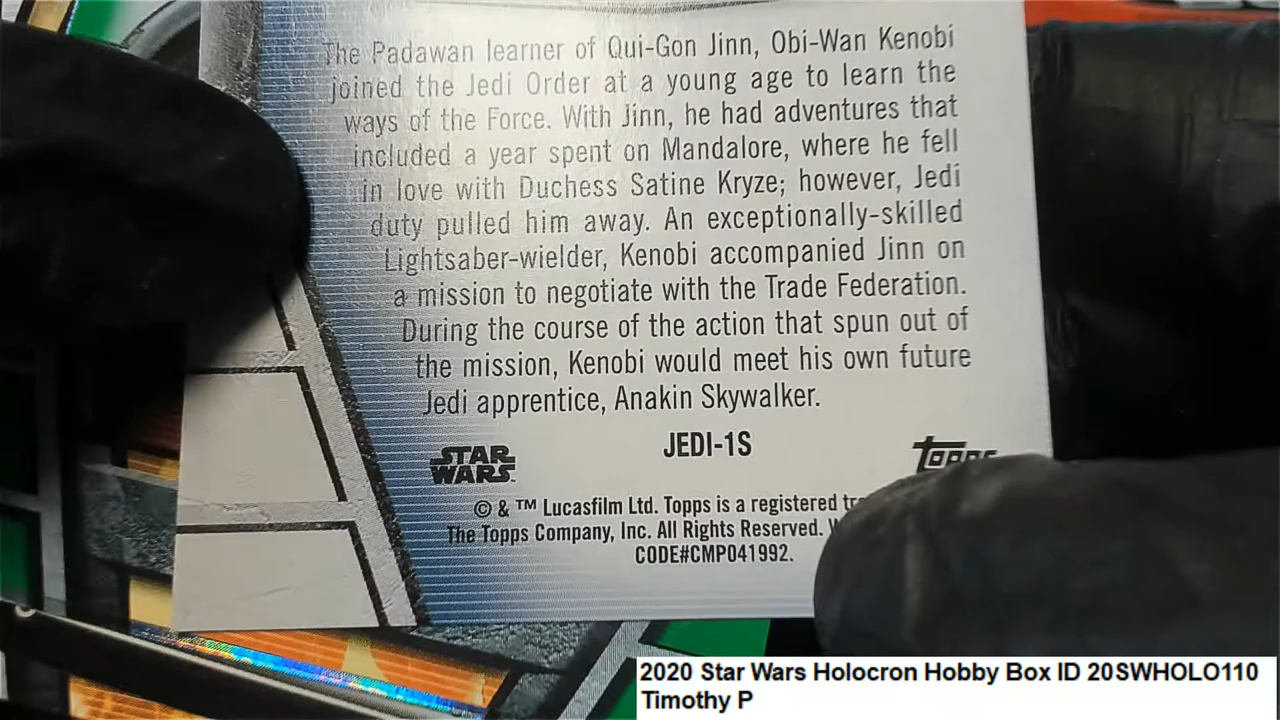 The Padawan learner of Qui-Gon Jinn, Obi-Wan Kenobi
joined the Jedi Order at a young age to learn the
ways of the Force. With Jinn, he had adventures that
included a year spent on Mandalore, where he fell
in love with Duchess Satine Kryze; however, Jedi
duty pulled him away. An exceptionally-skilled
Lightsaber-wielder, Kenobi accompanied Jinn on
a mission to negotiate with the Trade Federation.
During the course of the action that spun out of
the mission, Kenobi would meet his own future
Jedi apprentice, Anakin Skywalker.
JEDI-1S
STAR
WARS
Topps
© & ™ Lucasfilm Ltd. Topps is a registered
The Topps Company, Inc. All Rights Reserved.
CODE#CMP041992.
2020 Star Wars Holocron Hobby Box ID 20SWHOLO110
Timothy P